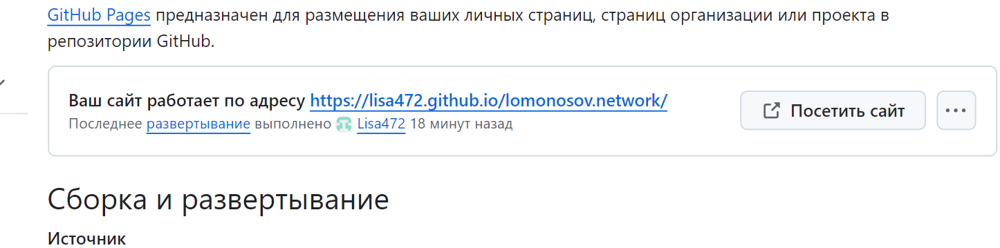 GitHub Pages предназначен для размещения ваших личных страниц, страниц организации или проекта в
репозитории GitHub.
Ваш сайт работает по адресу https://lisa472.github.io/lomonosov.network/
Последнее развертывание выполнено Lisa472 18 минут назад
Посетить сайт
Сборка и развертывание
Источник